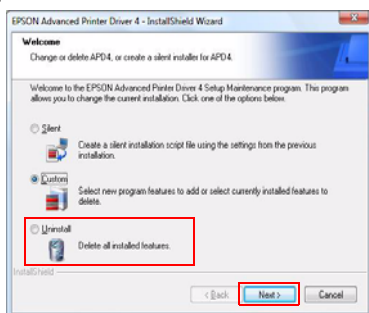 EPSON Advanced Printer Driver 4 - InstallShield Wizard
Welcome
Change or delete APD4, or create a silent installer for APD4.
Welcome to the EPSON Advanced Printer Driver 4 Setup Maintenance program. This program
allows you to change the current installation. Click one of the options below.
Silent
Create a silent installation script file using the settings from the previous
installation.
Custom
Select new program features to add or select currently installed features to
delete.
Uninstall
Delete all installed features.
InstallShield
< Back Next > Cancel